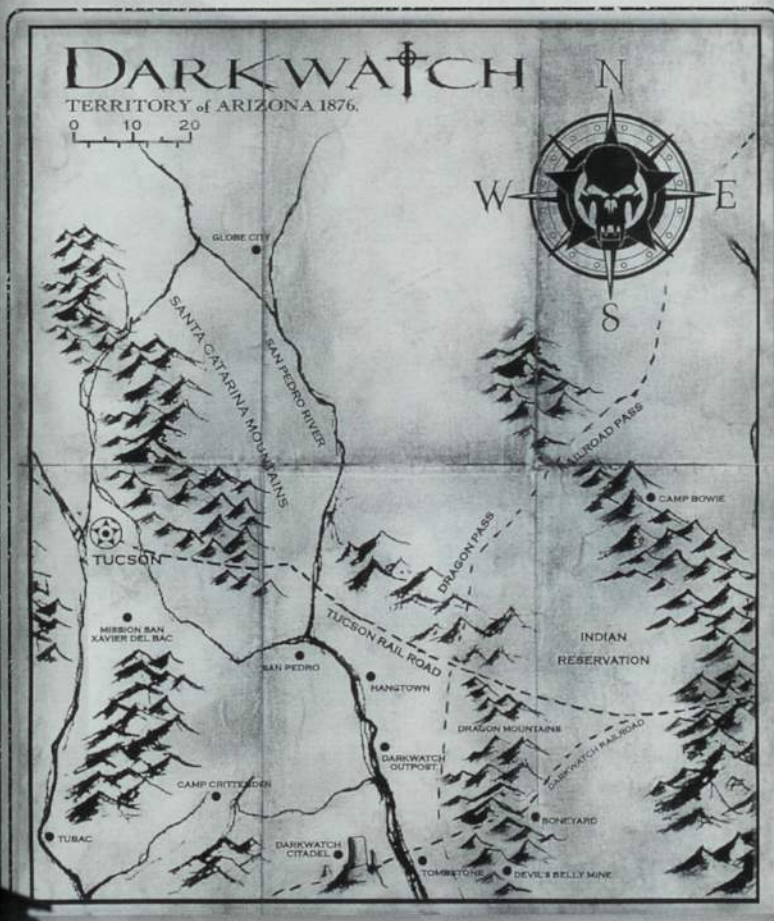 DARKWATCH
TERRITORY of ARIZONA 1876.
0 10 20
N
W E
S
GLOBE CITY
SANTA CATARINA MOUNTAINS
SAN PEDRO RIVER
RAILROAD PASS
CAMP BOWIE
DRAGON PASS
TUCSON
TUCSON RAIL ROAD
MISSION SAN
XAVIER DEL BAC
INDIAN
RESERVATION
SAN PEDRO
HANGTOWN
DRAGON MOUNTAINS
DARKWATCH RAILROAD
DARKWATCH
OUTPOST
CAMP CRITTENDEN
BONEYARD
TUBAC
DARKWATCH
CITADEL
TOMBSTONE
DEVIL'S BELLY MINE